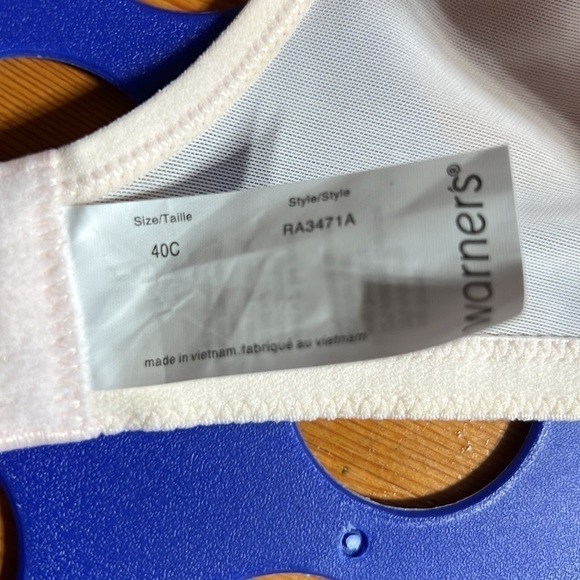 Size/Taille
40C
Style/Style
RA3471A
warner's®
made in vietnam.fabriqué au vietnam